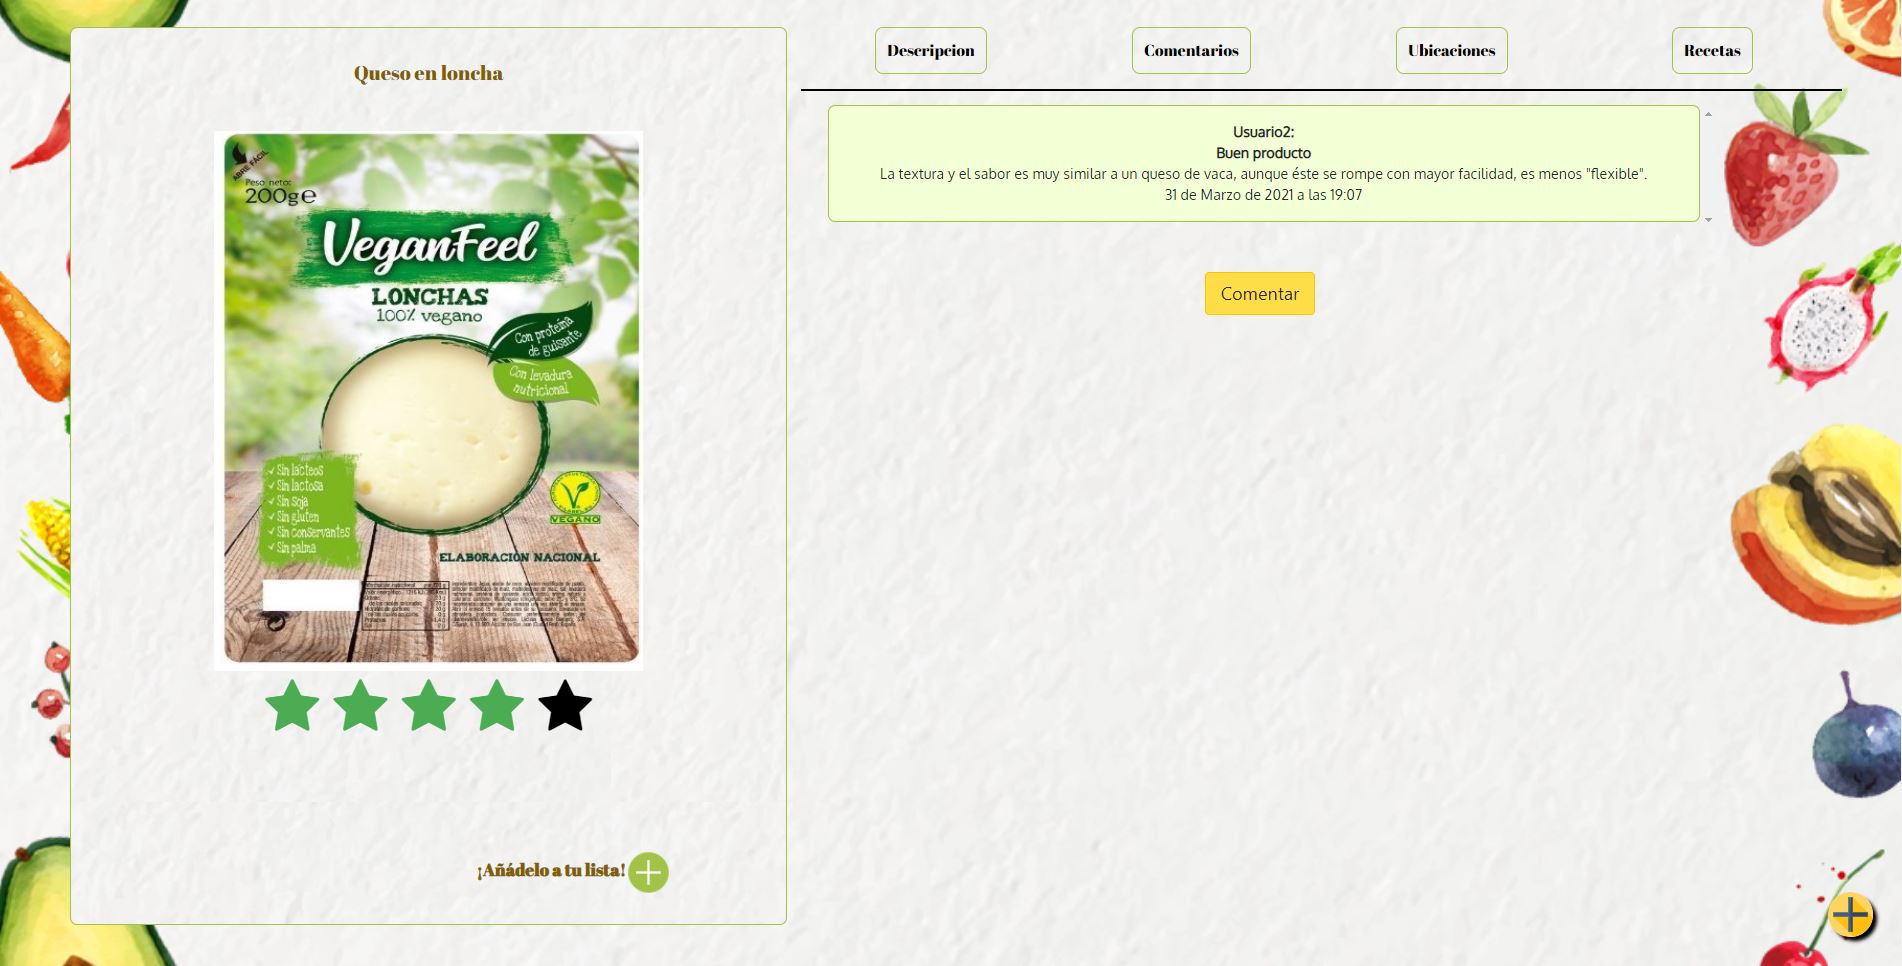 Queso en loncha
ABRE FÁCIL
Peso neto:
200g℮
VeganFeel
LONCHAS
100% vegano
Con proteína
de guisante
Con levadura
nutricional
✓ Sin lácteos
✓ Sin lactosa
✓ Sin soja
✓ Sin gluten
✓ Sin conservantes
✓ Sin palma
VEGANO
ELABORACIÓN NACIONAL
¡Añádelo a tu lista!
Descripcion
Comentarios
Ubicaciones
Recetas
Usuario2:
Buen producto
La textura y el sabor es muy similar a un queso de vaca, aunque éste se rompe con mayor facilidad, es menos "flexible".
31 de Marzo de 2021 a las 19:07
Comentar